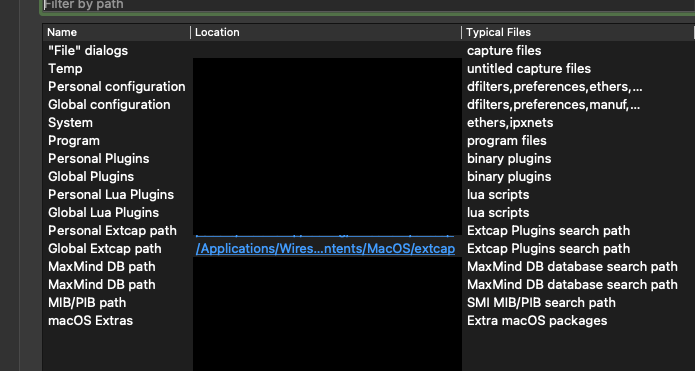 Filter by path
Name Location Typical Files
"File" dialogs capture files
Temp untitled capture files
Personal configuration dfilters,preferences,ethers,...
Global configuration dfilters,preferences,manuf,...
System ethers,ipxnets
Program program files
Personal Plugins binary plugins
Global Plugins binary plugins
Personal Lua Plugins lua scripts
Global Lua Plugins lua scripts
Personal Extcap path Extcap Plugins search path
Global Extcap path /Applications/Wires...ntents/MacOS/extcap Extcap Plugins search path
MaxMind DB path MaxMind DB database search path
MaxMind DB path MaxMind DB database search path
MIB/PIB path SMI MIB/PIB search path
macOS Extras Extra macOS packages